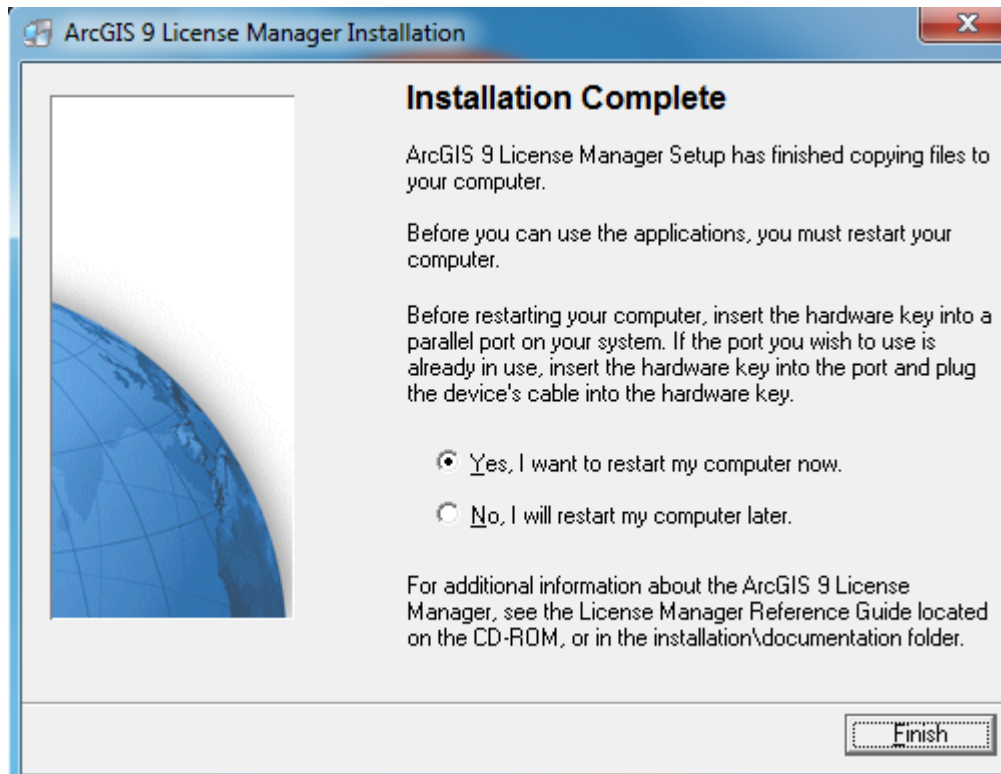 ArcGIS 9 License Manager Installation
Installation Complete
ArcGIS 9 License Manager Setup has finished copying files to
your computer.
Before you can use the applications, you must restart your
computer.
Before restarting your computer, insert the hardware key into a
parallel port on your system. If the port you wish to use is
already in use, insert the hardware key into the port and plug
the device's cable into the hardware key.
Yes, I want to restart my computer now.
No, I will restart my computer later.
For additional information about the ArcGIS 9 License
Manager, see the License Manager Reference Guide located
on the CD-ROM, or in the installation\documentation folder.
Finish